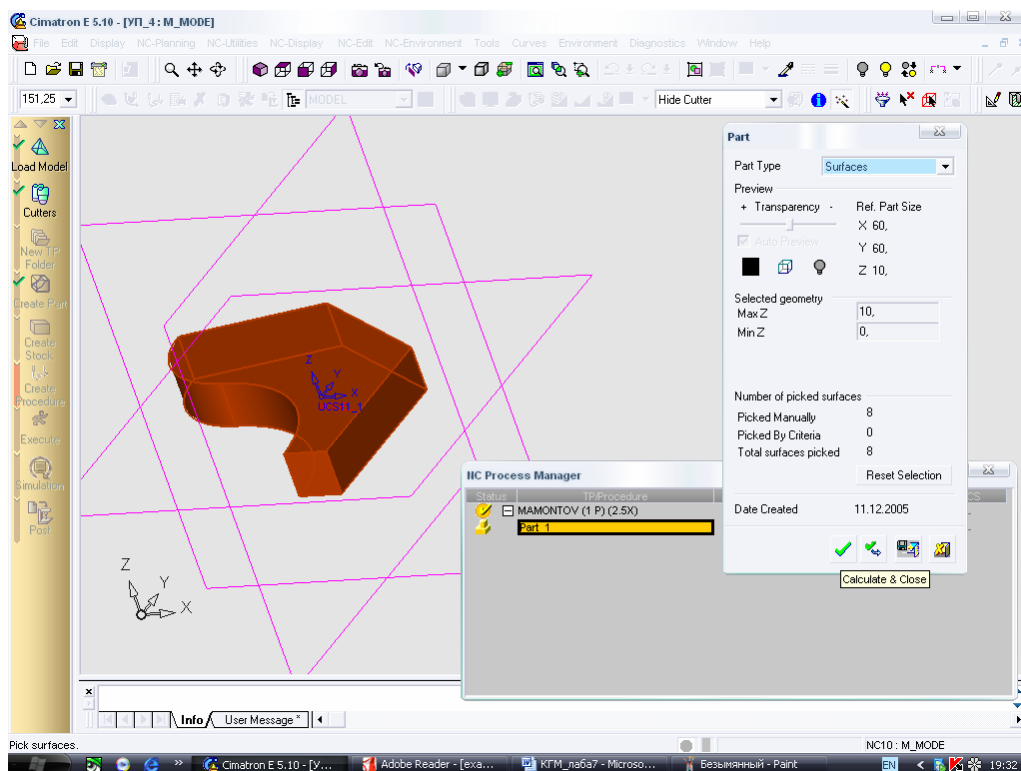 Cimatron E 5.10 - [УП_4 : M_MODE]
File Edit Display NC-Planning NC-Utilities NC-Display NC-Edit NC-Environment Tools Curves Environment Diagnostics Window Help
151,25 MODEL Hide Cutter
Load Model
Cutters
New TP Folder
Create Part
Create Stock
Create Procedure
Execute
Simulation
Post
Z
Y
X
UCS11_1
Z
Y
X
Part
Part Type Surfaces
Preview
+ Transparency - Ref. Part Size
X 60,
Auto Preview Y 60,
Z 10,
Selected geometry
Max Z 10,
Min Z 0,
Number of picked surfaces
Picked Manually 8
Picked By Criteria 0
Total surfaces picked 8
Reset Selection
Date Created 11.12.2005
Calculate & Close
NC Process Manager
Status TP/Procedure
MAMONTOV (1 P) (2.5X)
Part_1
Info User Message *
Pick surfaces. NC10 : M_MODE
Cimatron E 5.10 - [У... Adobe Reader - [exa... КГМ_лаба7 - Microso... Безымянный - Paint EN 19:32